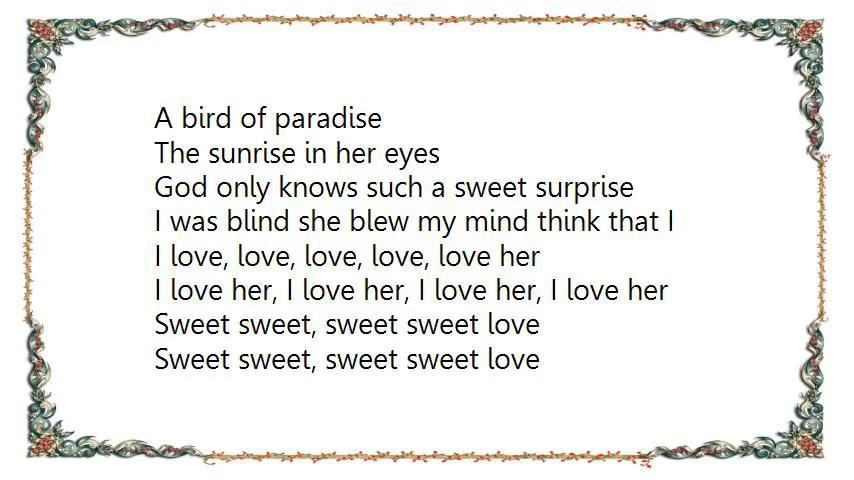 A bird of paradise
The sunrise in her eyes
God only knows such a sweet surprise
I was blind she blew my mind think that I
I love, love, love, love, love her
I love her, I love her, I love her, I love her
Sweet sweet, sweet sweet love
Sweet sweet, sweet sweet love